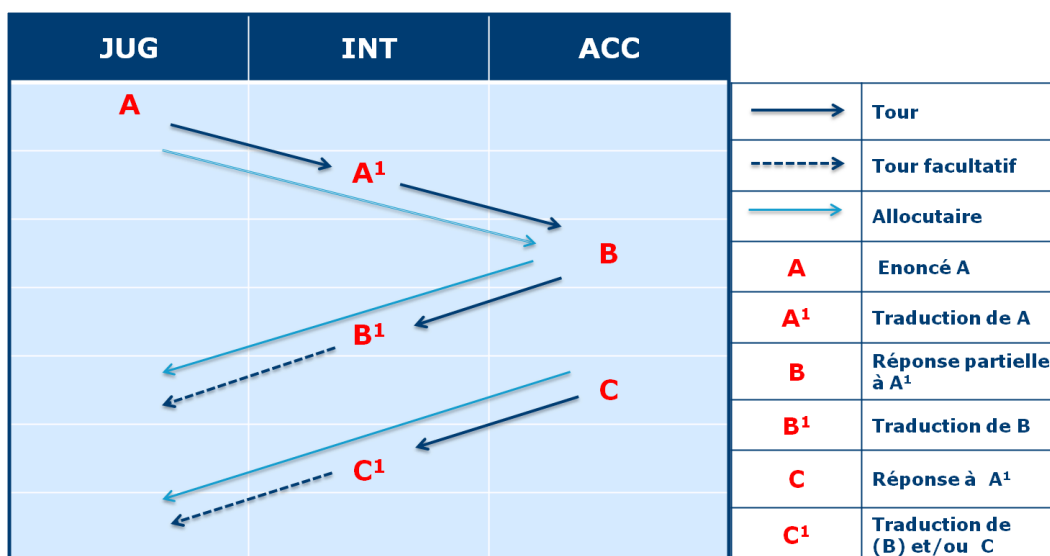 JUG INT ACC
A
A¹
B
B¹
C
C¹
Tour
Tour facultatif
Allocutaire
A Enoncé A
A¹ Traduction de A
B Réponse partielle
à A¹
B¹ Traduction de B
C Réponse à A¹
C¹ Traduction de
(B) et/ou C